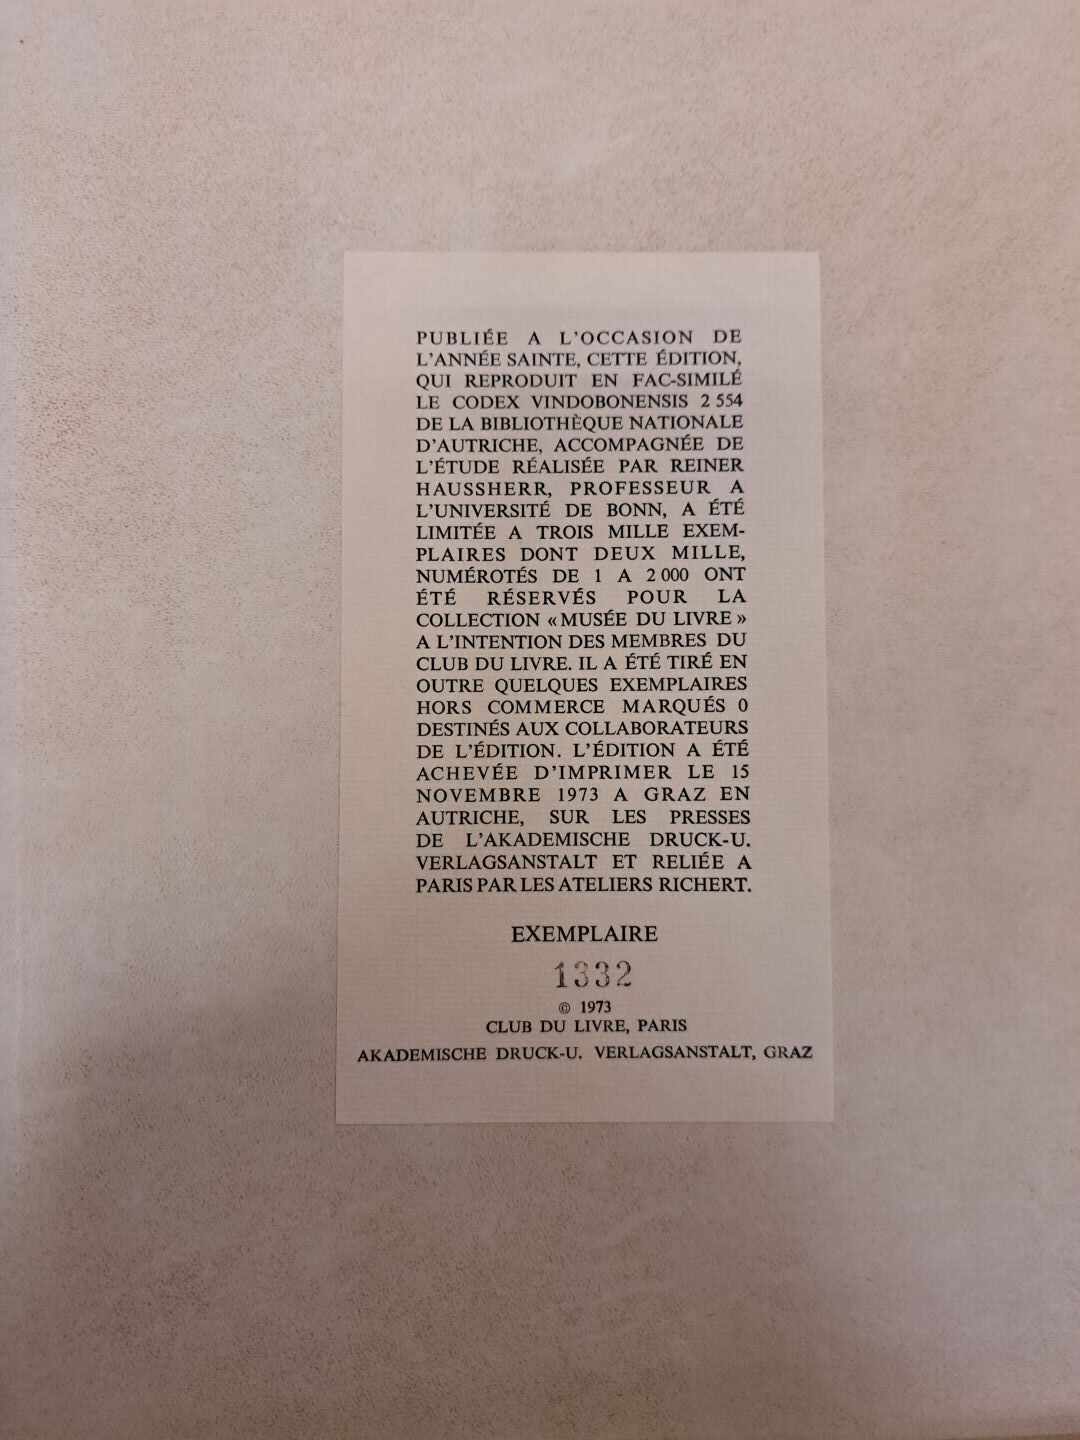 PUBLIÉE A L'OCCASION DE
L'ANNÉE SAINTE, CETTE ÉDITION,
QUI REPRODUIT EN FAC-SIMILÉ
LE CODEX VINDOBONENSIS 2 554
DE LA BIBLIOTHÈQUE NATIONALE
D'AUTRICHE, ACCOMPAGNÉE DE
L'ÉTUDE RÉALISÉE PAR REINER
HAUSSHERR, PROFESSEUR A
L'UNIVERSITÉ DE BONN, A ÉTÉ
LIMITÉE A TROIS MILLE EXEM-
PLAIRES DONT DEUX MILLE,
NUMÉROTÉS DE 1 A 2 000 ONT
ÉTÉ RÉSERVÉS POUR LA
COLLECTION « MUSÉE DU LIVRE »
A L'INTENTION DES MEMBRES DU
CLUB DU LIVRE. IL A ÉTÉ TIRÉ EN
OUTRE QUELQUES EXEMPLAIRES
HORS COMMERCE MARQUÉS 0
DESTINÉS AUX COLLABORATEURS
DE L'ÉDITION. L'ÉDITION A ÉTÉ
ACHEVÉE D'IMPRIMER LE 15
NOVEMBRE 1973 A GRAZ EN
AUTRICHE, SUR LES PRESSES
DE L'AKADEMISCHE DRUCK-U.
VERLAGSANSTALT ET RELIÉE A
PARIS PAR LES ATELIERS RICHERT.
EXEMPLAIRE
1332
© 1973
CLUB DU LIVRE, PARIS
AKADEMISCHE DRUCK-U. VERLAGSANSTALT, GRAZ